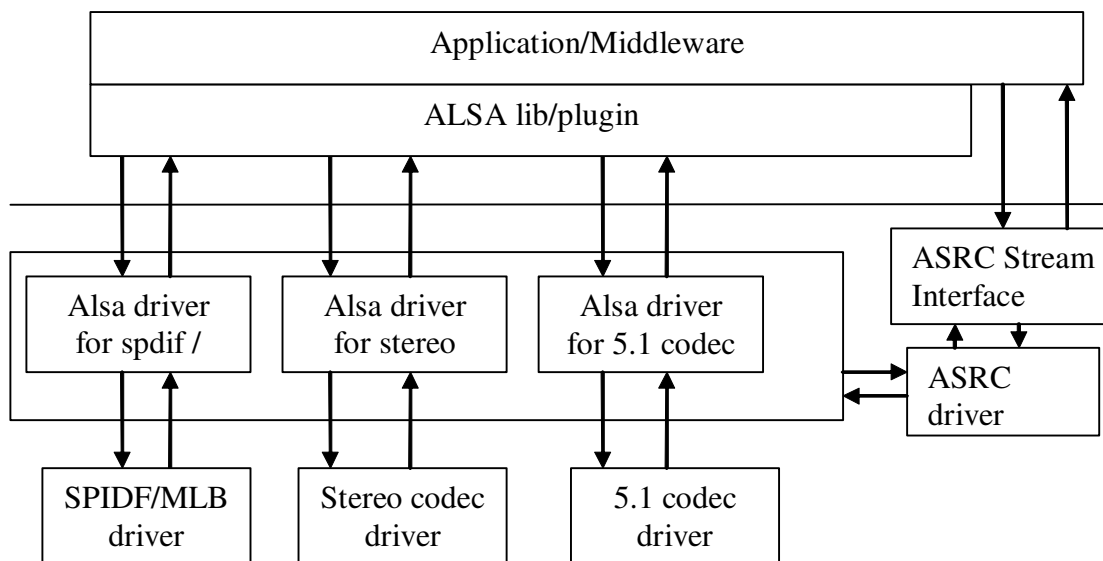 Application/Middleware
ALSA lib/plugin
ASRC Stream
Interface
Alsa driver
for spdif /
Alsa driver
for stereo
Alsa driver
for 5.1 codec
ASRC
driver
SPIDF/MLB
driver
Stereo codec
driver
5.1 codec
driver